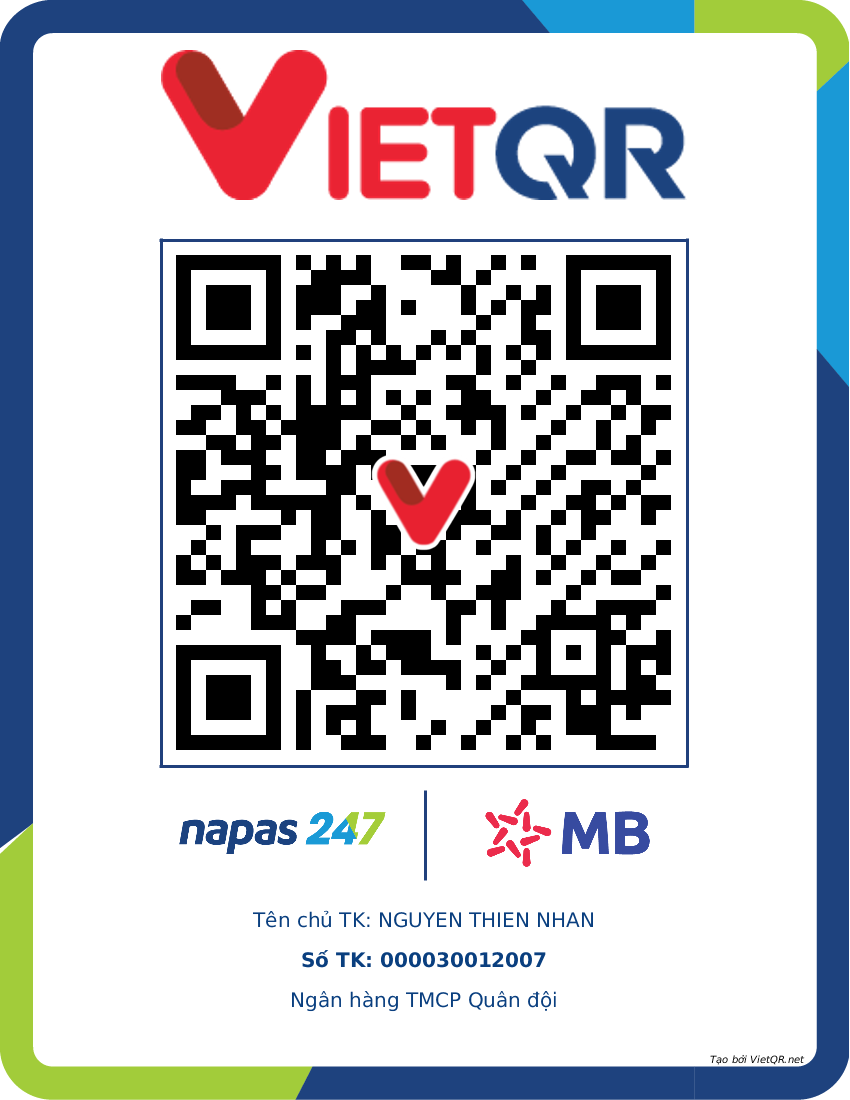 VIETQR
napas 247
MB
Tên chủ TK: NGUYEN THIEN NHAN
Số TK: 000030012007
Ngân hàng TMCP Quân đội
Tạo bởi VietQR.net